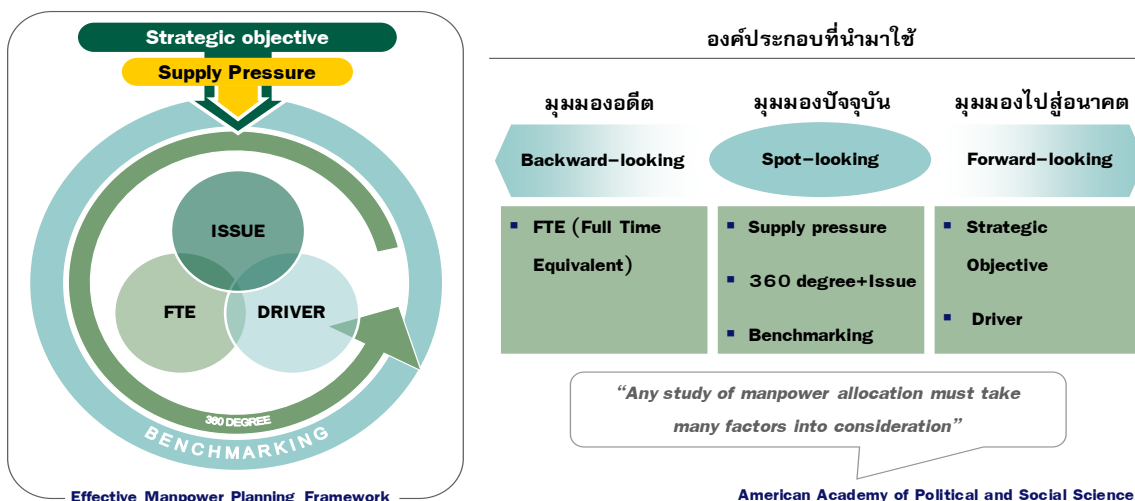 Strategic objective
Supply Pressure
ISSUE
FTE
DRIVER
360 DEGREE
BENCHMARKING
Effective Manpower Planning Framework
องค์ประกอบที่นำมาใช้
มุมมองอดีต
มุมมองปัจจุบัน
มุมมองไปสู่อนาคต
Backward-looking
Spot-looking
Forward-looking
▪ FTE (Full Time
Equivalent)
▪ Supply pressure
▪ 360 degree+Issue
▪ Benchmarking
▪ Strategic
Objective
▪ Driver
“Any study of manpower allocation must take
many factors into consideration”
American Academy of Political and Social Science